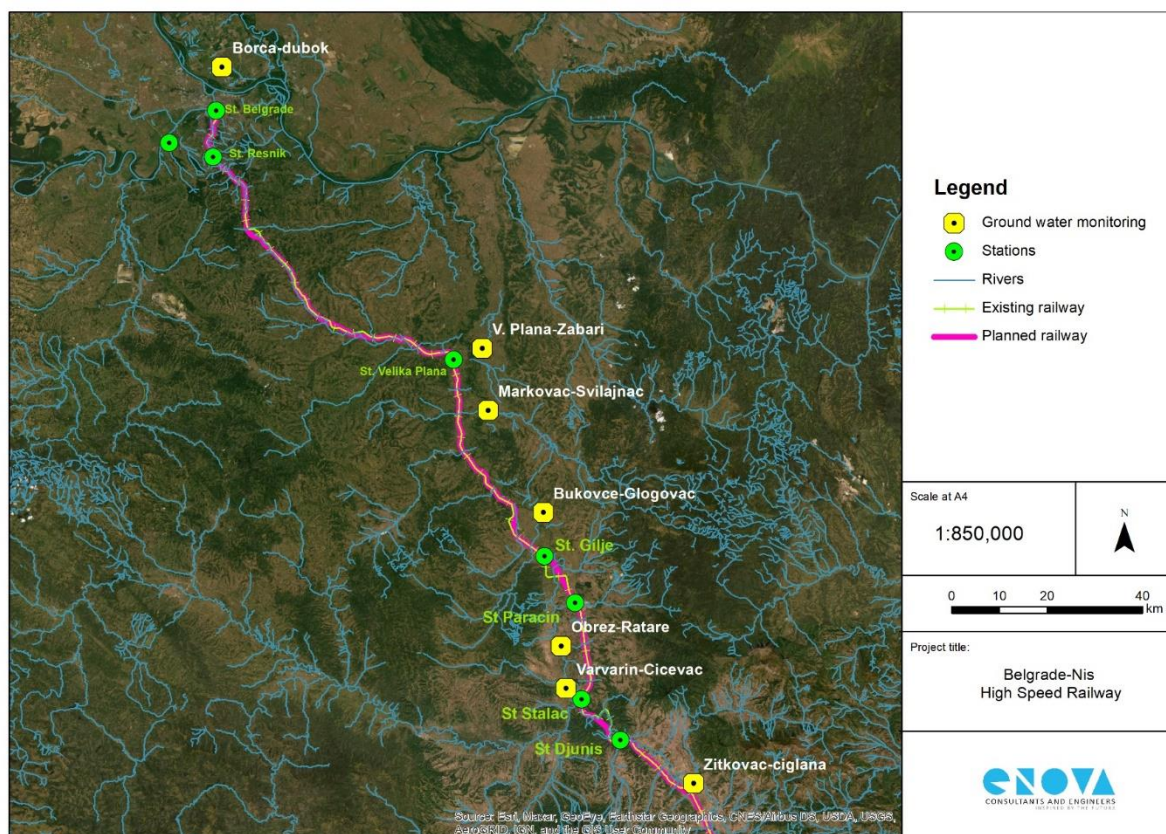 Borca-dubok
St. Belgrade
St. Resnik
V. Plana-Zabari
St. Velika Plana
Markovac-Svilajnac
Bukovce-Glogovac
St. Gilje
St Paracin
Obrez-Ratare
Varvarin-Cicevac
St Stalac
St Djunis
Zitkovac-ciglana
Source: Esri, Maxar, GeoEye, Earthstar Geographics, CNES/Airbus DS, USDA, USGS,
AeroGRID, IGN, and the GIS User Community
Legend
Ground water monitoring
Stations
Rivers
Existing railway
Planned railway
Scale at A4
1:850,000
N
0 10 20 40
km
Project title:
Belgrade-Nis
High Speed Railway
eNOVA
CONSULTANTS AND ENGINEERS
INSPIRED BY THE FUTURE